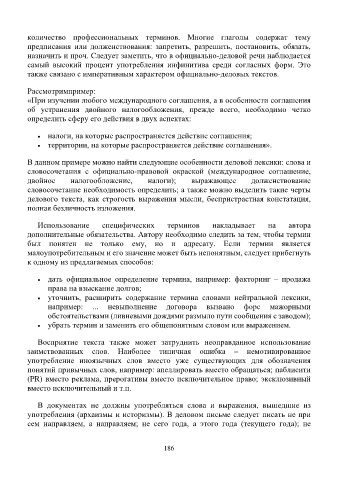 количество профессиональных терминов. Многие глаголы содержат тему
предписания или долженствования: запретить, разрешить, постановить, обязать,
назначить и проч. Следует заметить, что в официально-деловой речи наблюдается
самый высокий процент употребления инфинитива среди согласных форм. Это
также связано с императивным характером официально-деловых текстов.
Рассмотримпример:
«При изучении любого международного соглашения, а в особенности соглашения
об устранения двойного налогообложения, прежде всего, необходимо четко
определить сферу его действия в двух аспектах:
• налоги, на которые распространяется действие соглашения;
• территории, на которые распространяется действие соглашения».
В данном примере можно найти следующие особенности деловой лексики: слова и
словосочетания с официально-правовой окраской (международное соглашение,
двойное налогообложение, налоги); выражающее долженствование
словосочетание необходимость определить; а также можно выделить такие черты
делового текста, как строгость выражения мысли, беспристрастная констатация,
полная безличность изложения.
Использование специфических терминов накладывает на автора
дополнительные обязательства. Автору необходимо следить за тем, чтобы термин
был понятен не только ему, но и адресату. Если термин является
малоупотребительным и его значение может быть непонятным, следует прибегнуть
к одному из предлагаемых способов:
• дать официальное определение термина, например: факторинг – продажа
права на взыскание долгов;
• уточнить, расширить содержание термина словами нейтральной лексики,
например: ... невыполнение договора вызвано форс мажорными
обстоятельствами (ливневыми дождями размыло пути сообщения с заводом);
• убрать термин и заменить его общепонятным словом или выражением.
Восприятие текста также может затруднить неоправданное использование
заимствованных слов. Наиболее типичная ошибка – немотивированное
употребление иноязычных слов вместо уже существующих для обозначения
понятий привычных слов, например: апеллировать вместо обращаться; паблисити
(PR) вместо реклама, прерогативы вместо исключительное право; эксклюзивный
вместо исключительный и т.п.
В документах не должны употребляться слова и выражения, вышедшие из
употребления (архаизмы и историзмы). В деловом письме следует писать не при
сем направляем, а направляем; не сего года, а этого года (текущего года); не
186